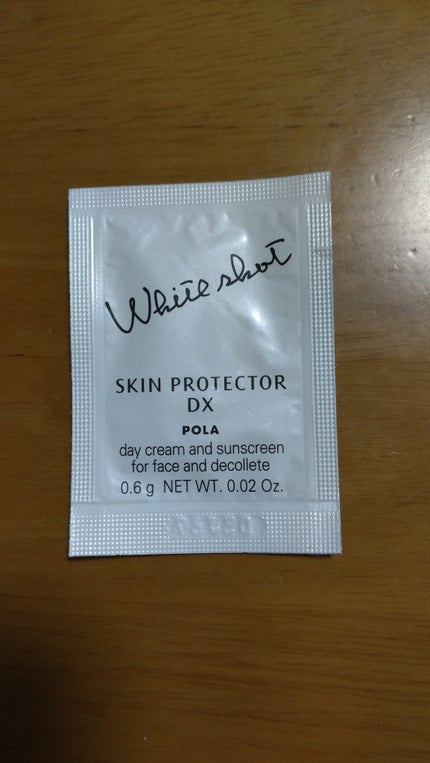 White shot
SKIN PROTECTOR
DX
POLA
day cream and sunscreen
for face and decollete
0.6 g NET WT. 0.02 Oz.